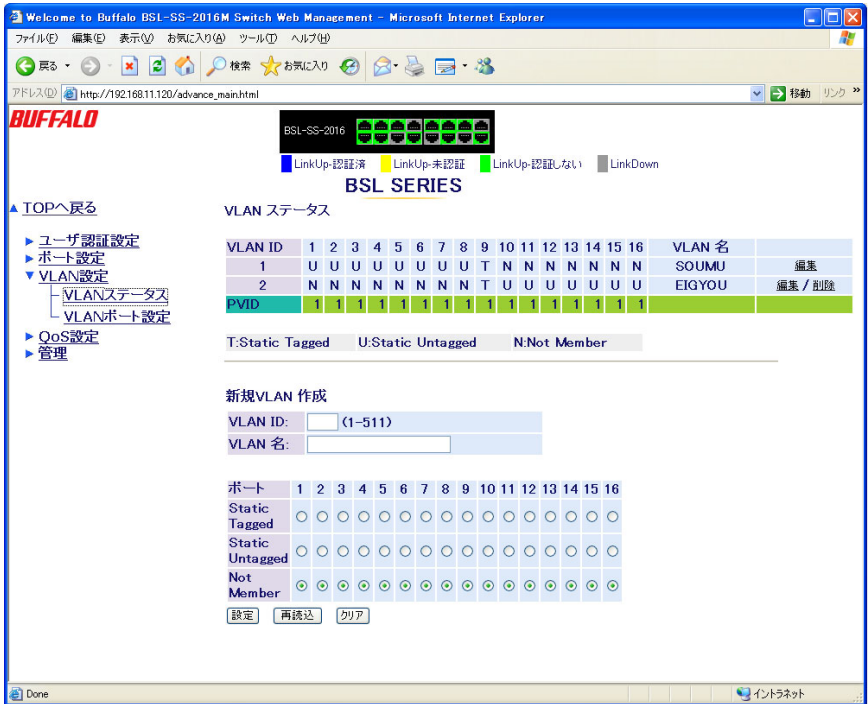 Welcome to Buffalo BSL-SS-2016M Switch Web Management - Microsoft Internet Explorer
ファイル(F) 編集(E) 表示(V) お気に入り(A) ツール(T) ヘルプ(H)
戻る 検索 お気に入り
アドレス(D) http://192.168.11.120/advance_main.html 移動 リンク »
BUFFALO
BSL-SS-2016
LinkUp-認証済 LinkUp-未認証 LinkUp-認証しない LinkDown
BSL SERIES
TOPへ戻る
ユーザ認証設定
ポート設定
VLAN設定
VLANステータス
VLANポート設定
QoS設定
管理
VLAN ステータス
VLAN ID 1 2 3 4 5 6 7 8 9 10 11 12 13 14 15 16 VLAN 名
1 U U U U U U U U T N N N N N N N SOUMU 編集
2 N N N N N N N N T U U U U U U U EIGYOU 編集 / 削除
PVID 1 1 1 1 1 1 1 1 1 1 1 1 1 1 1 1
T:Static Tagged U:Static Untagged N:Not Member
新規VLAN 作成
VLAN ID: (1-511)
VLAN 名:
ポート 1 2 3 4 5 6 7 8 9 10 11 12 13 14 15 16
Static
Tagged
Static
Untagged
Not
Member
設定 再読込 クリア
Done イントラネット